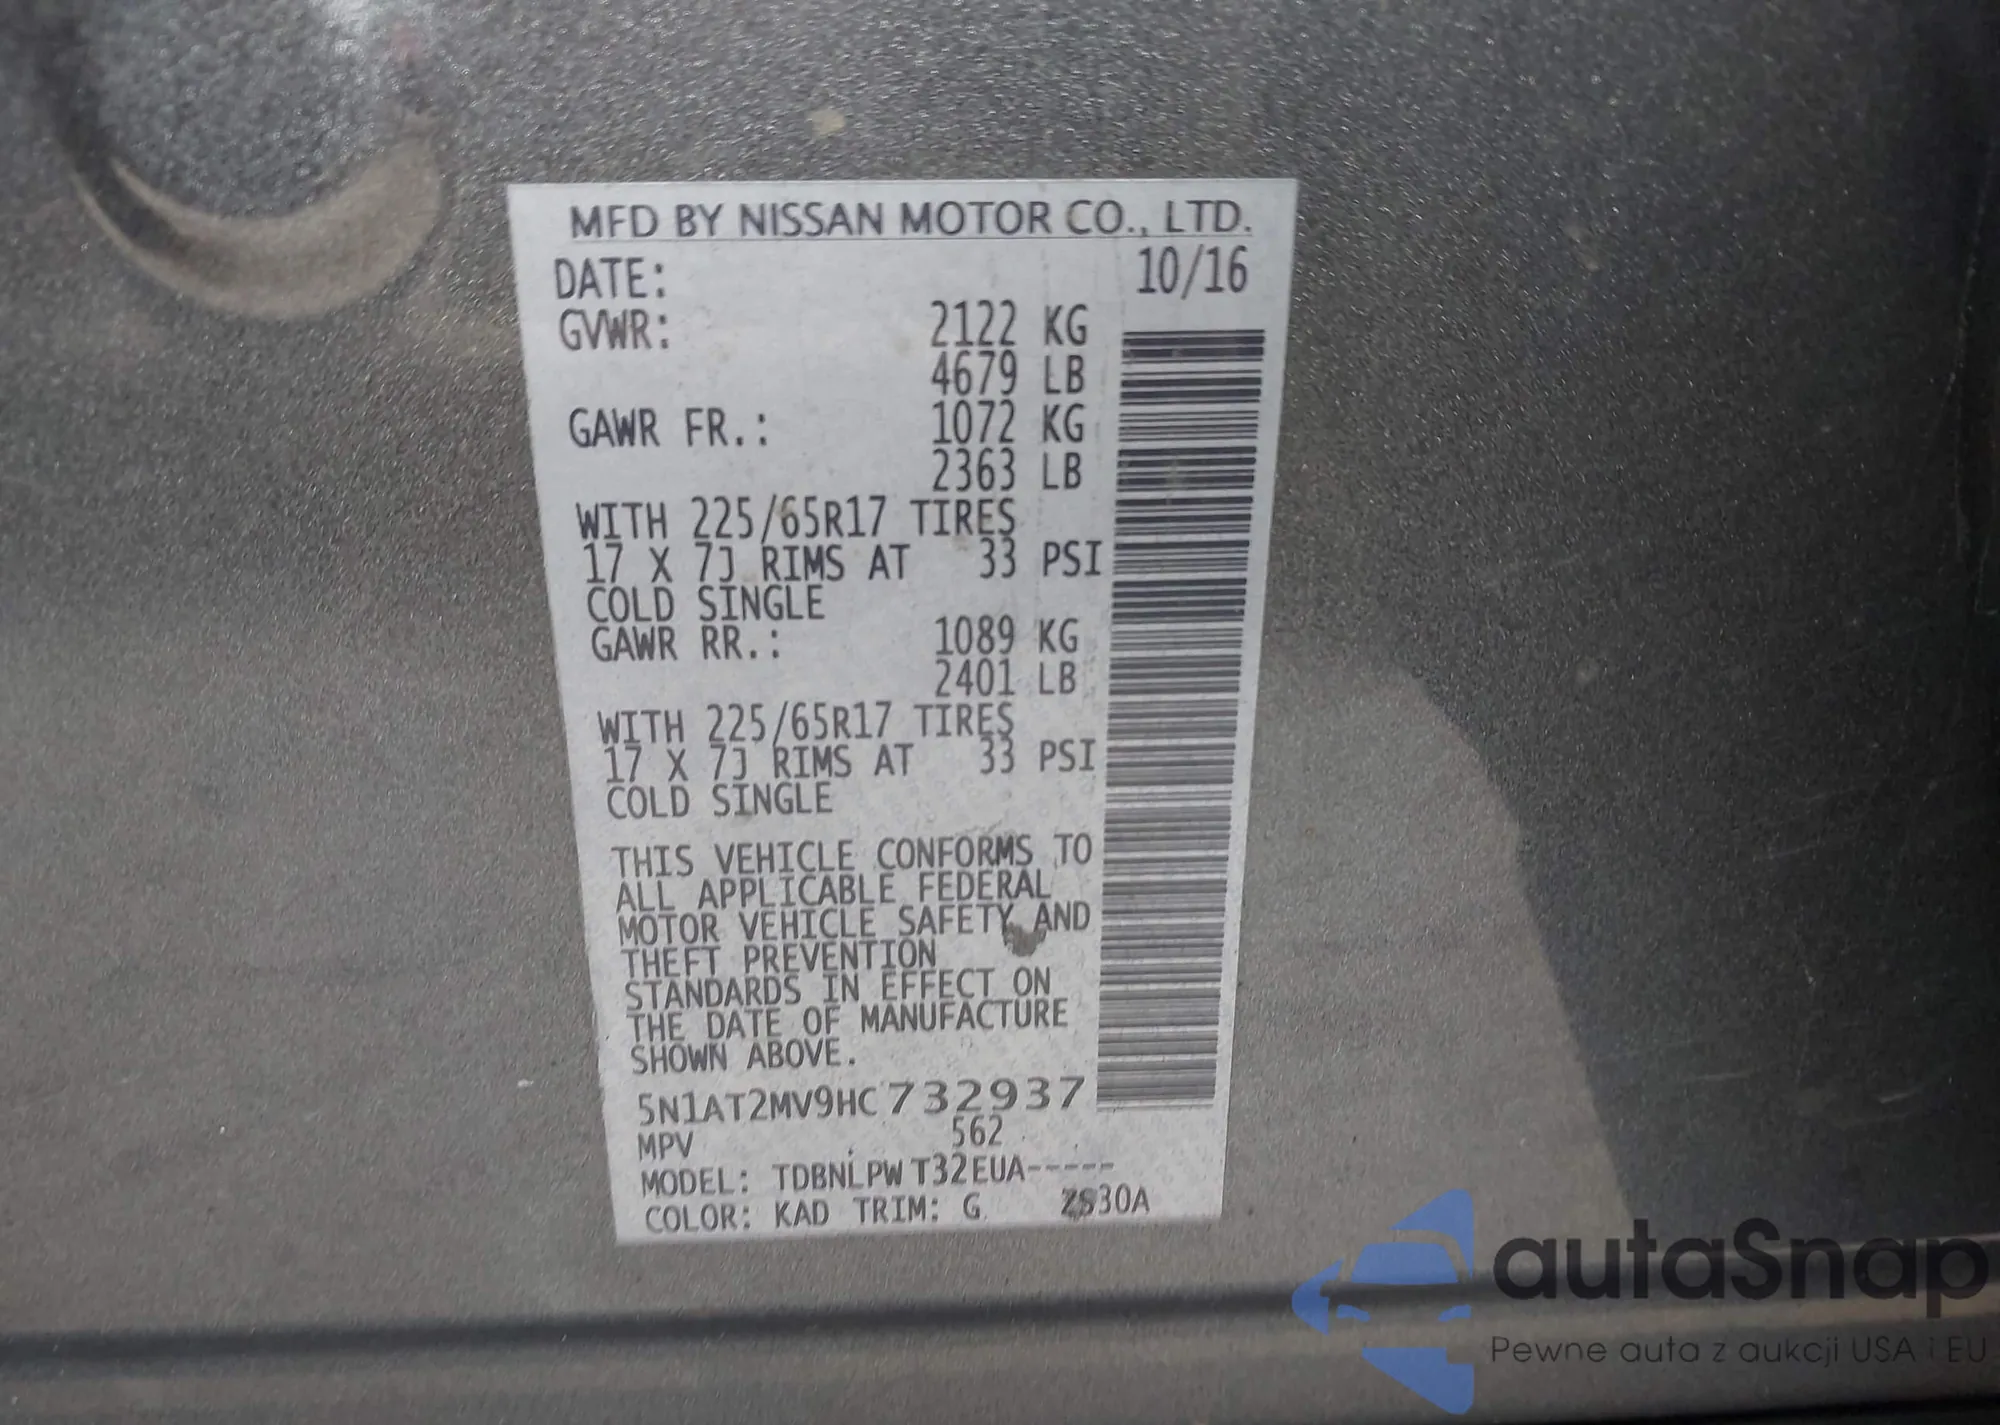 MFD BY NISSAN MOTOR CO., LTD.
DATE: 10/16
GVWR: 2122 KG
4679 LB
GAWR FR.: 1072 KG
2363 LB
WITH 225/65R17 TIRES
17 X 7J RIMS AT 33 PSI
COLD SINGLE
GAWR RR.: 1089 KG
2401 LB
WITH 225/65R17 TIRES
17 X 7J RIMS AT 33 PSI
COLD SINGLE
THIS VEHICLE CONFORMS TO
ALL APPLICABLE FEDERAL
MOTOR VEHICLE SAFETY AND
THEFT PREVENTION
STANDARDS IN EFFECT ON
THE DATE OF MANUFACTURE
SHOWN ABOVE.
5N1AT2MV9HC732937
MPV 562
MODEL: TDBNLPW T32EUA-----
COLOR: KAD TRIM: G
autaSnap
Pewne auta z aukcji USA i EU